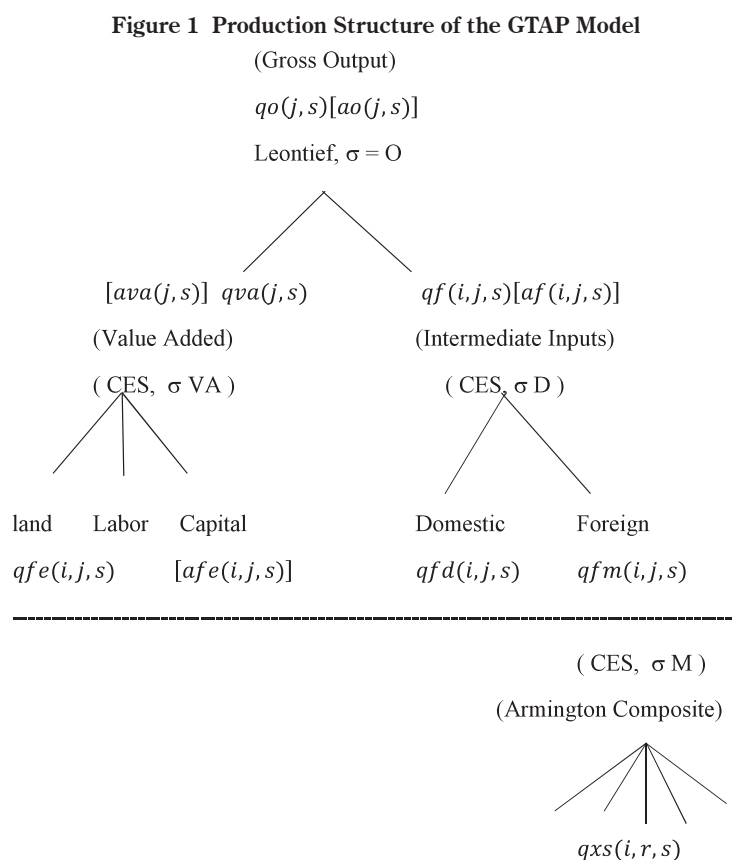 Figure 1 Production Structure of the GTAP Model
(Gross Output)
qo(j,s)[ao(j,s)]
Leontief, σ = O
[ava(j,s)] qva(j,s) qf(i,j,s)[af(i,j,s)]
(Value Added) (Intermediate Inputs)
( CES, σ VA ) ( CES, σ D )
land Labor Capital Domestic Foreign
qfe(i,j,s) [afe(i,j,s)] qfd(i,j,s) qfm(i,j,s)
( CES, σ M )
(Armington Composite)
qxs(i,r,s)